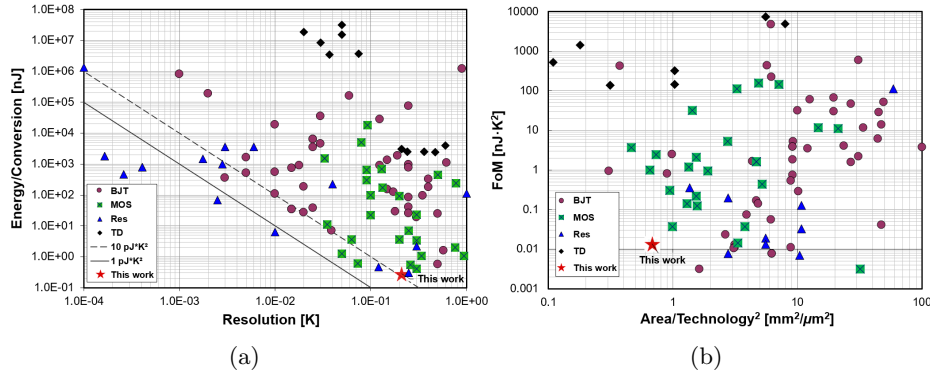 1.0E+08
1.0E+07
1.0E+06
1.0E+05
1.0E+04
1.0E+03
1.0E+02
1.0E+01
1.0E+00
1.0E-01
Energy/Conversion [nJ]
BJT
MOS
Res
TD
10 pJ*K²
1 pJ*K²
This work
This work
1.0E-04 1.0E-03 1.0E-02 1.0E-01 1.0E+00
Resolution [K]
(a)
10000
1000
100
10
1
0.1
0.01
0.001
FoM [nJ·K²]
BJT
MOS
Res
TD
This work
This work
0.1 1 10 100
Area/Technology² [mm²/µm²]
(b)